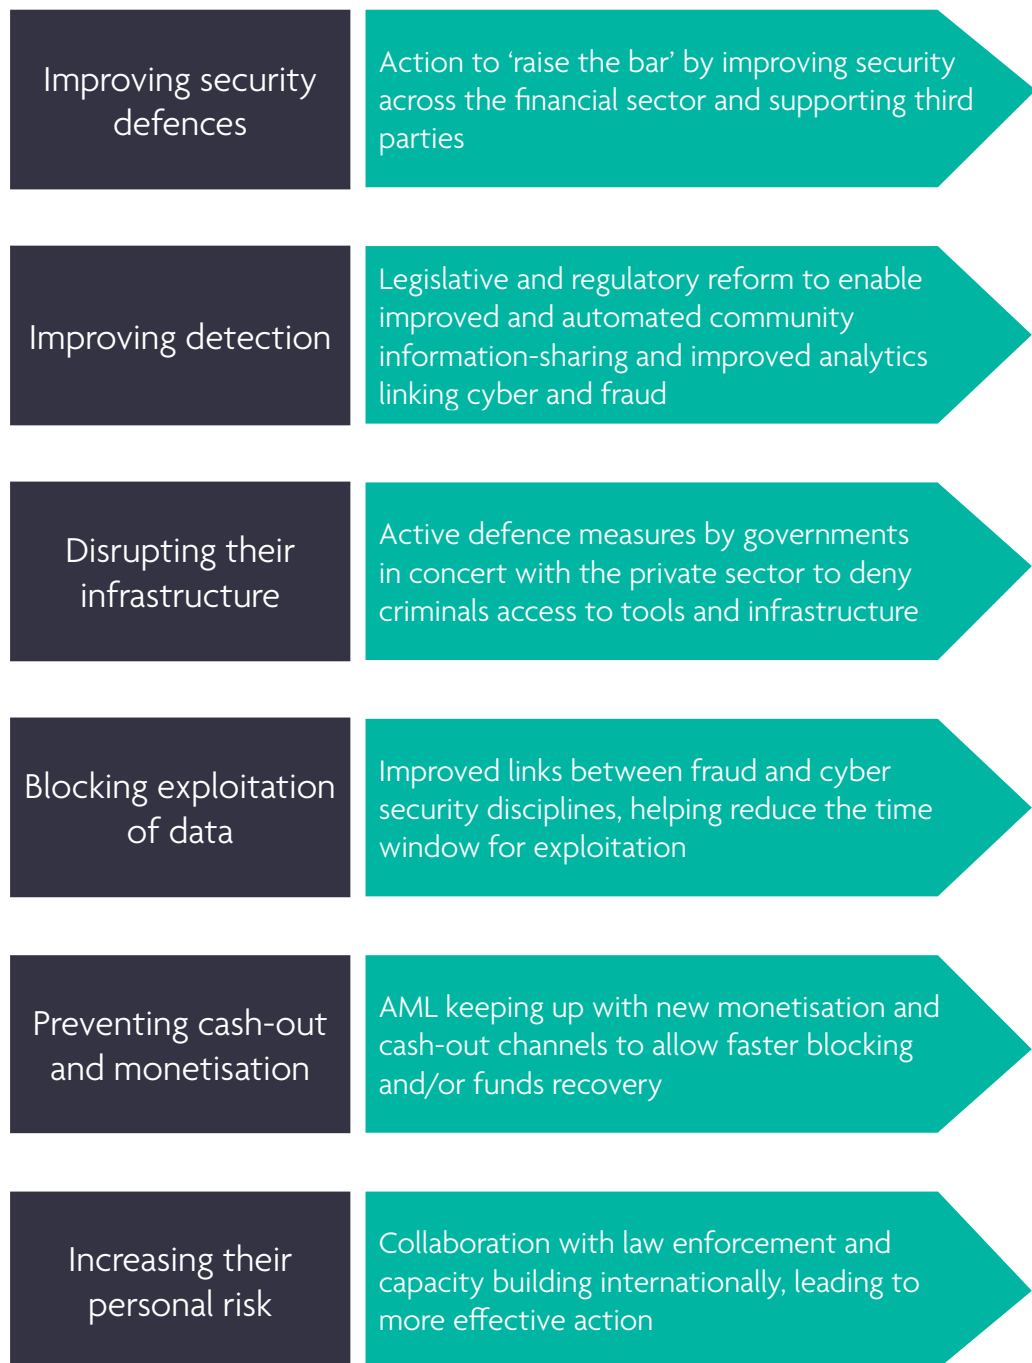 Improving security
defences
Action to ‘raise the bar’ by improving security
across the financial sector and supporting third
parties
Improving detection
Legislative and regulatory reform to enable
improved and automated community
information-sharing and improved analytics
linking cyber and fraud
Disrupting their
infrastructure
Active defence measures by governments
in concert with the private sector to deny
criminals access to tools and infrastructure
Blocking exploitation
of data
Improved links between fraud and cyber
security disciplines, helping reduce the time
window for exploitation
Preventing cash-out
and monetisation
AML keeping up with new monetisation and
cash-out channels to allow faster blocking
and/or funds recovery
Increasing their
personal risk
Collaboration with law enforcement and
capacity building internationally, leading to
more effective action